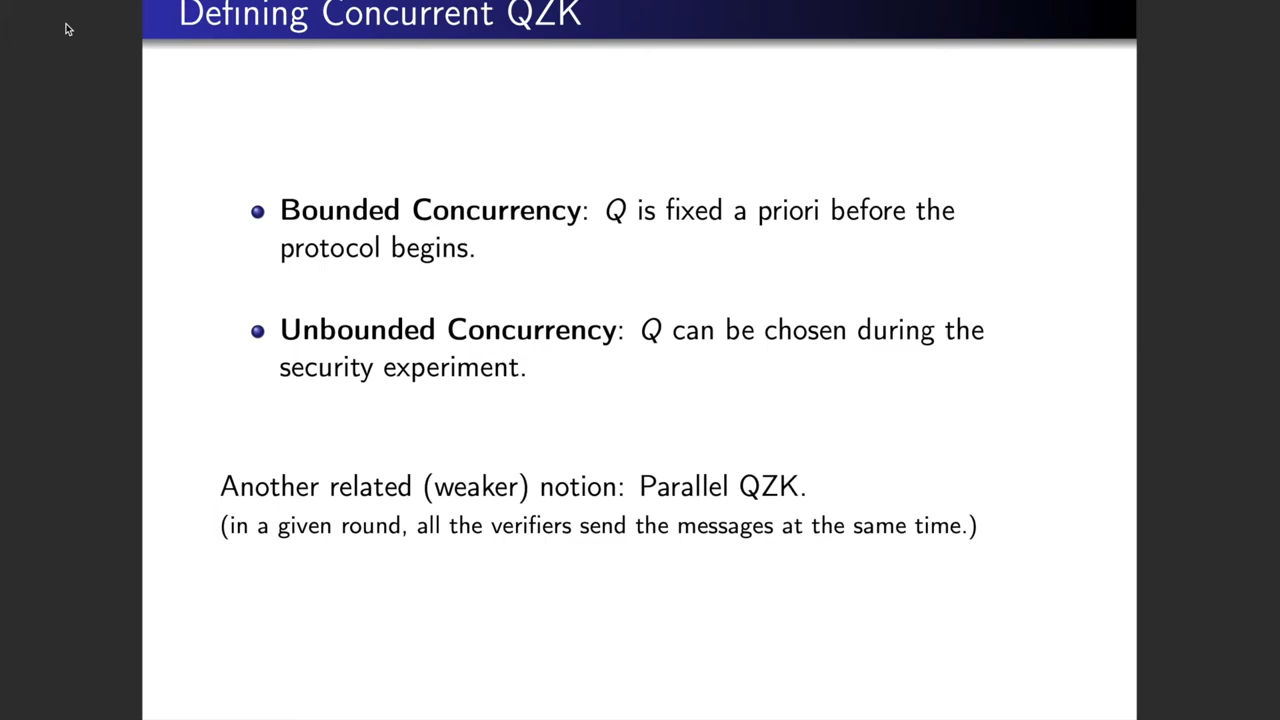 Defining Concurrent QZK
Bounded Concurrency: Q is fixed a priori before the
protocol begins.
Unbounded Concurrency: Q can be chosen during the
security experiment.
Another related (weaker) notion: Parallel QZK.
(in a given round, all the verifiers send the messages at the same time.)